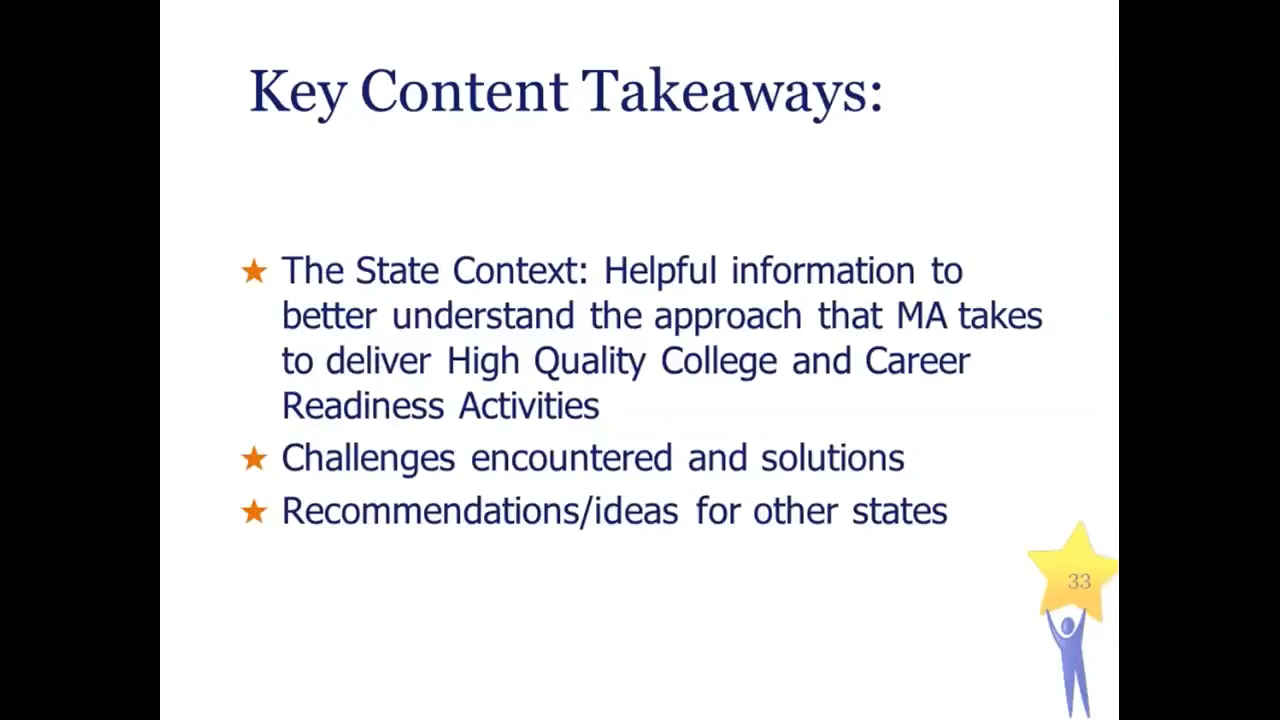 Key Content Takeaways:
The State Context: Helpful information to
better understand the approach that MA takes
to deliver High Quality College and Career
Readiness Activities
Challenges encountered and solutions
Recommendations/ideas for other states
33